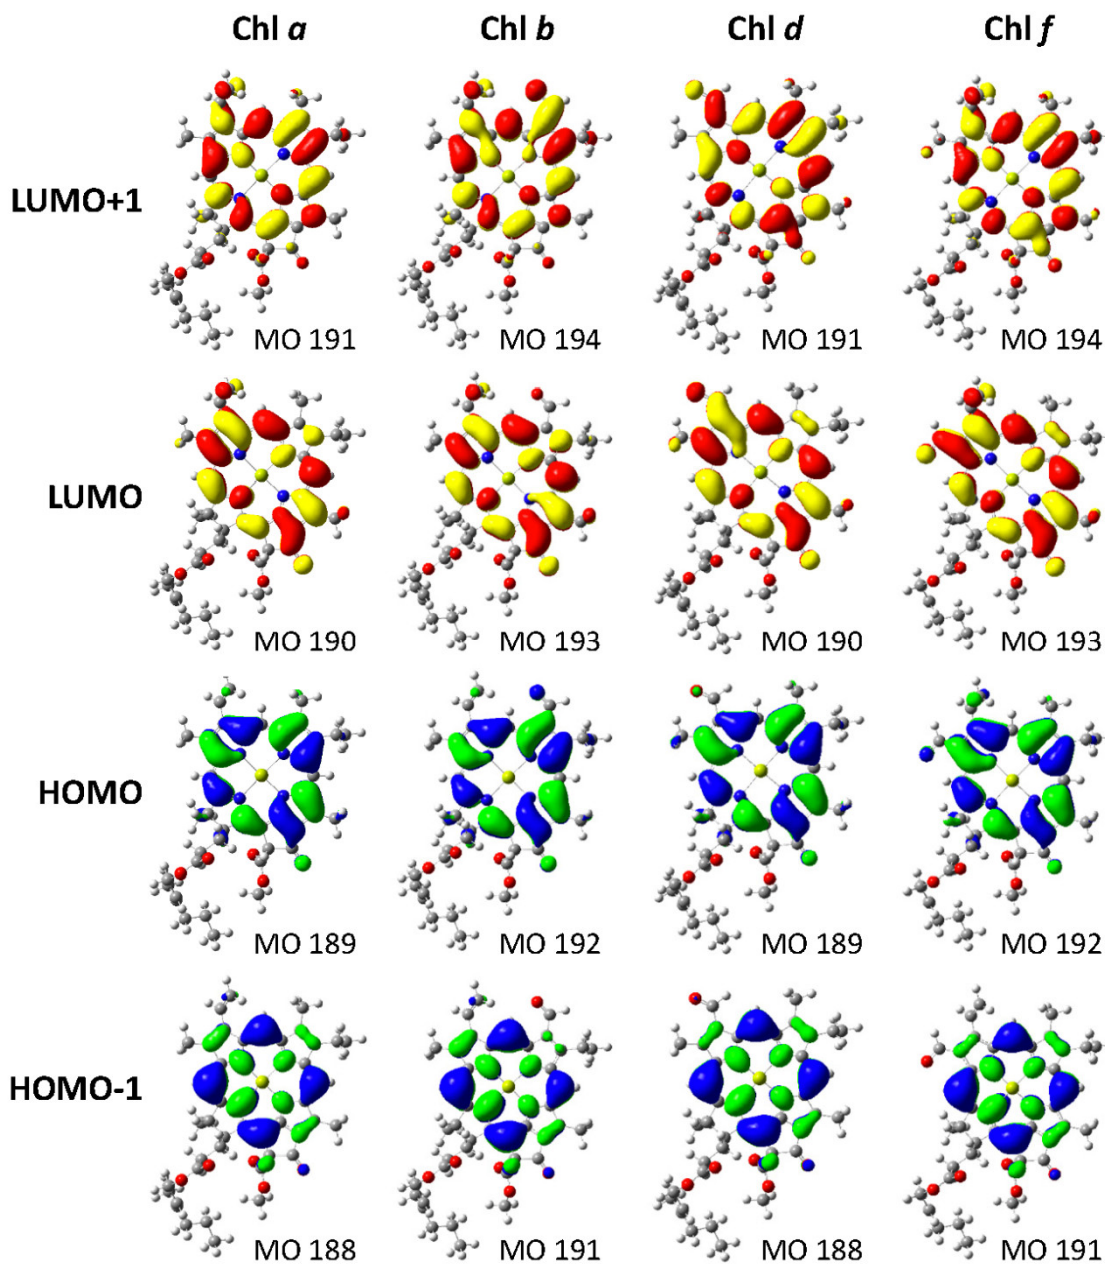 Chl a Chl b Chl d Chl f
LUMO+1
MO 191 MO 194 MO 191 MO 194
LUMO
MO 190 MO 193 MO 190 MO 193
HOMO
MO 189 MO 192 MO 189 MO 192
HOMO-1
MO 188 MO 191 MO 188 MO 191